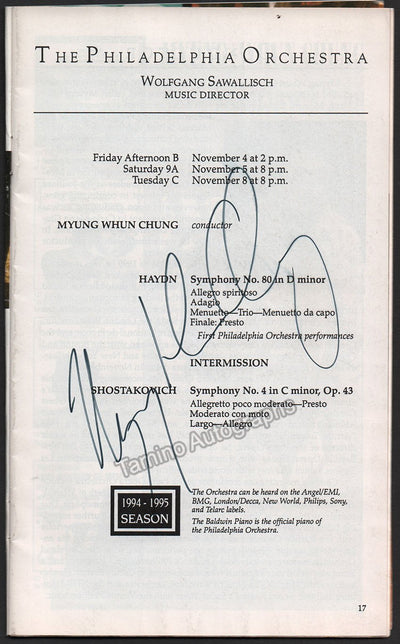 THE PHILADELPHIA ORCHESTRA
WOLFGANG SAWALLISCH
MUSIC DIRECTOR
Friday Afternoon B November 4 at 2 p.m.
Saturday 9A November 5 at 8 p.m.
Tuesday C November 8 at 8 p.m.
MYUNG WHUN CHUNG conductor
HAYDN Symphony No. 80 in D minor
Allegro spiritoso
Adagio
Menuetto—Trio—Menuetto da capo
Finale: Presto
First Philadelphia Orchestra performances
INTERMISSION
SHOSTAKOVICH Symphony No. 4 in C minor, Op. 43
Allegretto poco moderato—Presto
Moderato con moto
Largo—Allegro
Tamino Autographs
1994 - 1995
SEASON
The Orchestra can be heard on the Angel/EMI,
BMG, London/Decca, New World, Philips, Sony,
and Telarc labels.
The Baldwin Piano is the official piano of
the Philadelphia Orchestra.
17